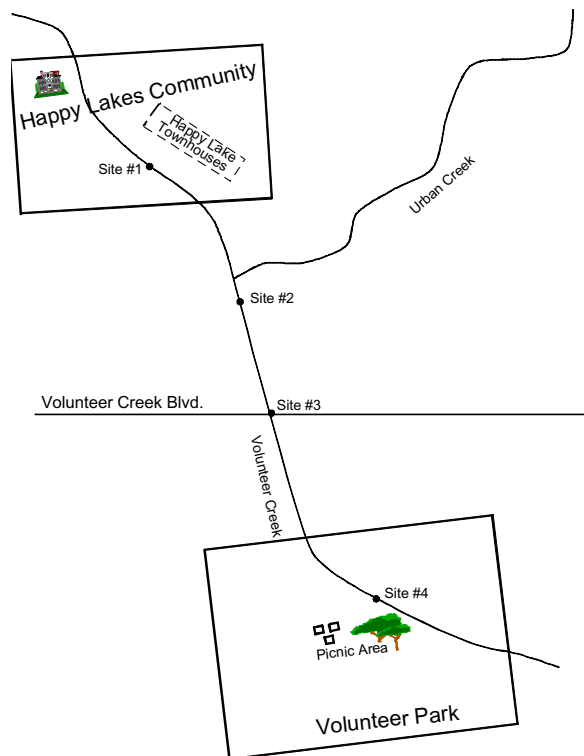 Happy Lakes Community
Happy Lake
Townhouses
Site #1
Urban Creek
Site #2
Volunteer Creek Blvd.
Site #3
Volunteer Creek
Site #4
Picnic Area
Volunteer Park